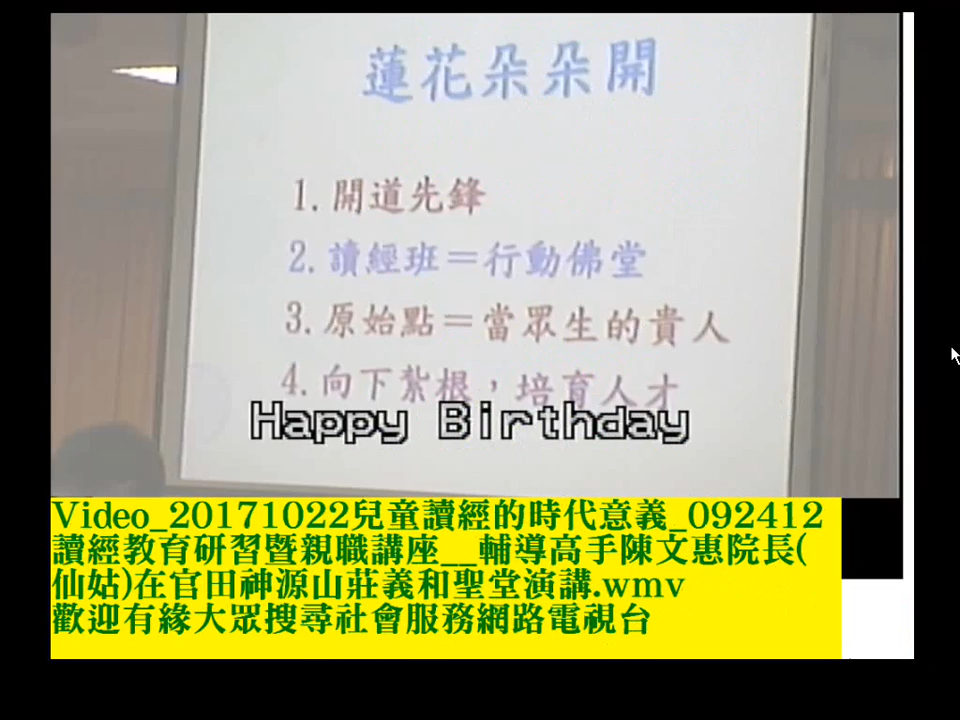 蓮花朵朵開
1.開道先鋒
2.讀經班＝行動佛堂
3.原始點＝當眾生的貴人
4.向下紮根，培育人才
Happy Birthday
Video_20171022兒童讀經的時代意義_092412
讀經教育研習暨親職講座__輔導高手陳文惠院長(
仙姑)在官田神源山莊義和聖堂演講.wmv
歡迎有緣大眾搜尋社會服務網路電視台